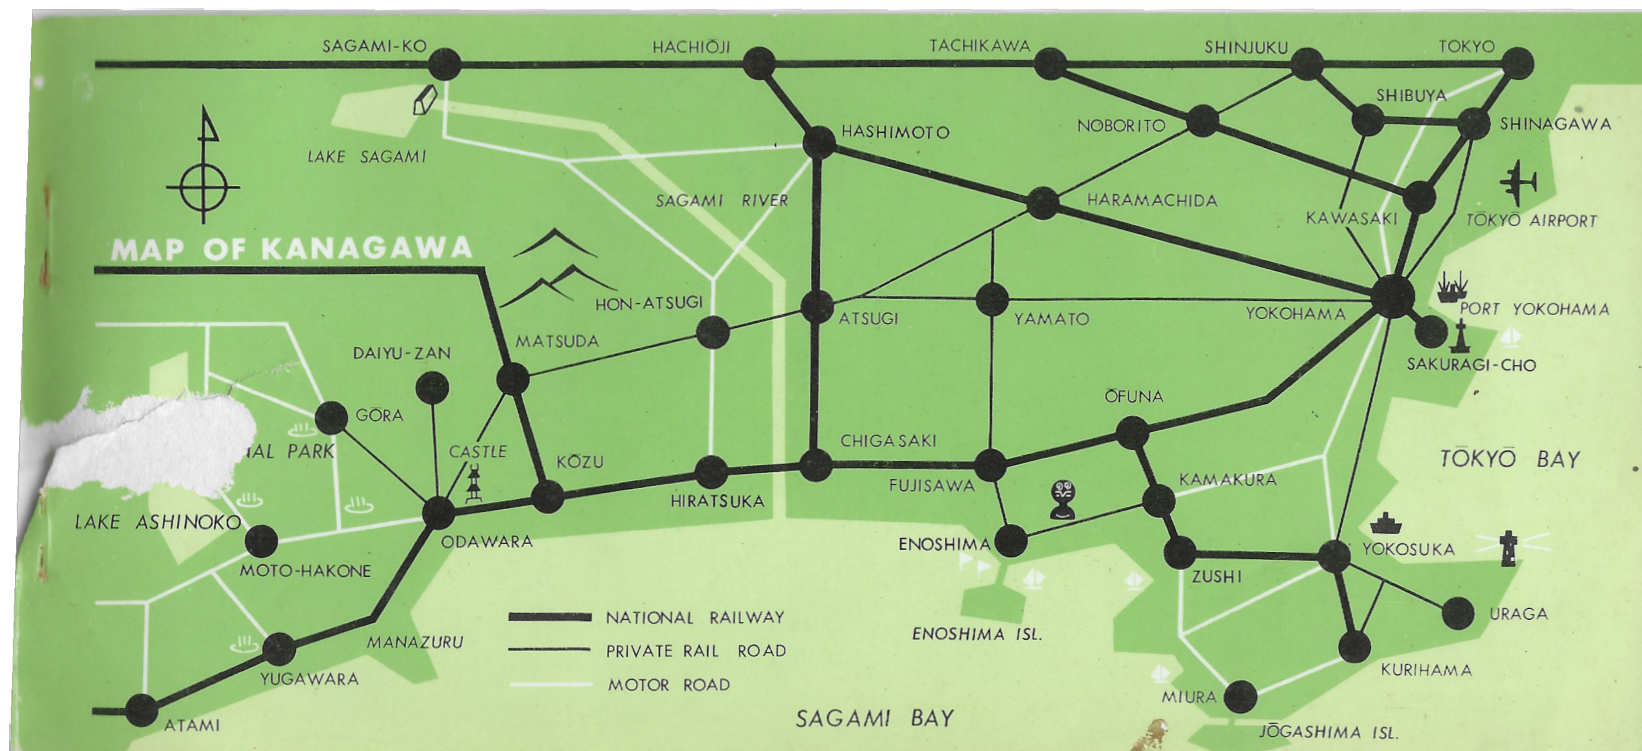 SAGAMI-KO
HACHIŌJI
TACHIKAWA
SHINJUKU
TOKYO
SHIBUYA
SHINAGAWA
NOBORITO
HASHIMOTO
LAKE SAGAMI
SAGAMI RIVER
HARAMACHIDA
KAWASAKI
TŌKYŌ AIRPORT
MAP OF KANAGAWA
HON-ATSUGI
ATSUGI
YAMATO
YOKOHAMA
PORT YOKOHAMA
MATSUDA
DAIYU-ZAN
SAKURAGI-CHO
GŌRA
ŌFUNA
CASTLE
KŌZU
CHIGASAKI
NAL PARK
TŌKYŌ BAY
HIRATSUKA
FUJISAWA
KAMAKURA
LAKE ASHINOKO
ODAWARA
ENOSHIMA
YOKOSUKA
MOTO-HAKONE
ZUSHI
NATIONAL RAILWAY
URAGA
ENOSHIMA ISL.
MANAZURU
PRIVATE RAIL ROAD
YUGAWARA
KURIHAMA
MOTOR ROAD
MIURA
ATAMI
SAGAMI BAY
JŌGASHIMA ISL.